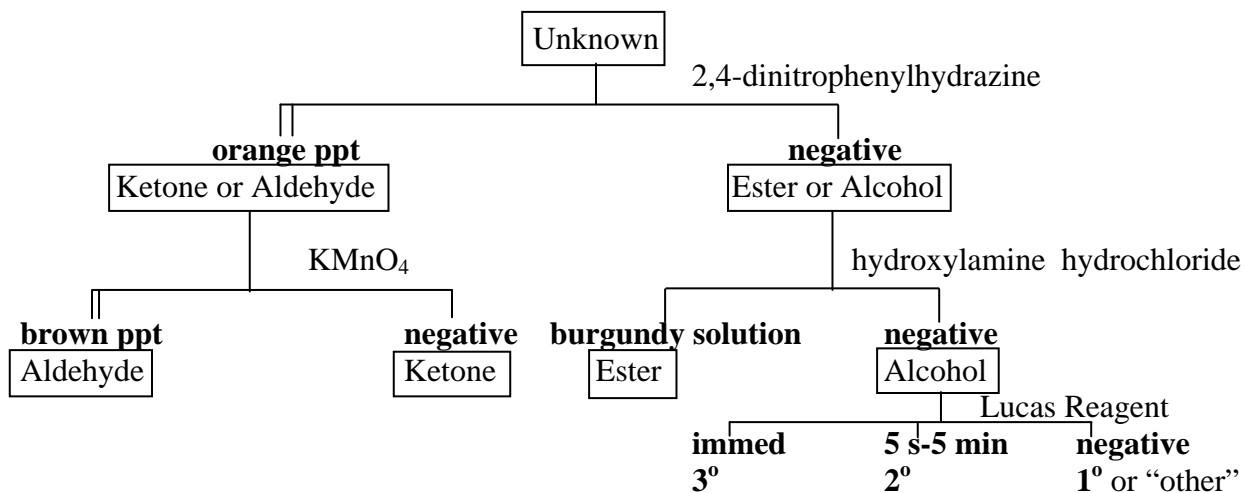 Unknown
2,4-dinitrophenylhydrazine
orange ppt negative
Ketone or Aldehyde Ester or Alcohol
KMnO₄ hydroxylamine hydrochloride
brown ppt negative burgundy solution negative
Aldehyde Ketone Ester Alcohol
Lucas Reagent
immed 5 s-5 min negative
3º 2º 1º or “other”